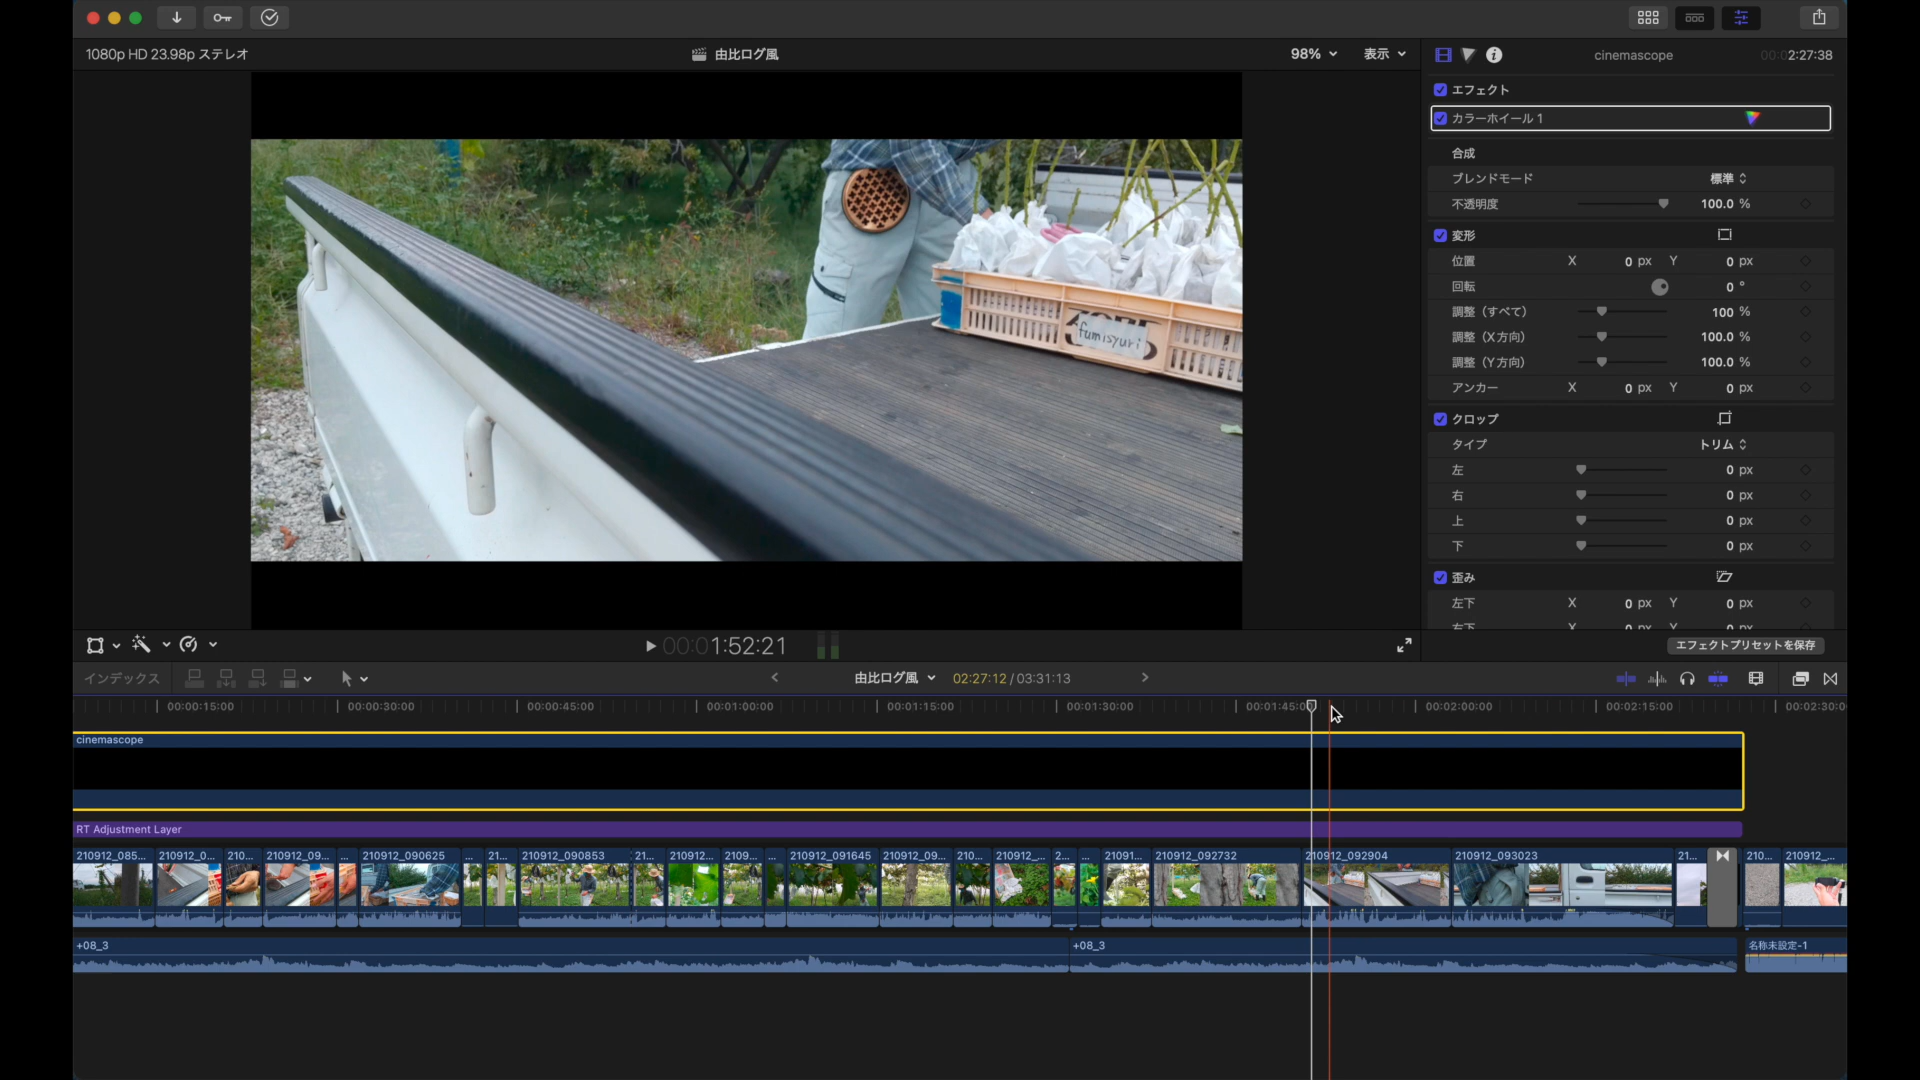 1080p HD 23.98p ステレオ
由比ログ風
98%
表示
cinemascope
00:02:27:38
エフェクト
カラーホイール 1
合成
ブレンドモード
標準
不透明度
100.0 %
変形
位置 X 0 px Y 0 px
回転 0 °
調整（すべて） 100 %
調整（X方向） 100.0 %
調整（Y方向） 100.0 %
アンカー X 0 px Y 0 px
クロップ
タイプ トリム
左 0 px
右 0 px
上 0 px
下 0 px
歪み
左下 X 0 px Y 0 px
右下 X 0 px Y 0 px
エフェクトプリセットを保存
fumisyuri
00:01:52:21
インデックス
由比ログ風
02:27:12 / 03:31:13
00:00:15:00
00:00:30:00
00:00:45:00
00:01:00:00
00:01:15:00
00:01:30:00
00:01:45:0
00:02:00:00
00:02:15:00
00:02:30:0
cinemascope
RT Adjustment Layer
210912_085...
210912_0...
210...
210912_09...
...
210912_090625
...
21...
210912_090853
21...
210912...
2109...
...
210912_091645
210912_09...
210...
210912_...
2...
...
21091...
210912_092732
210912_092904
210912_093023
21...
210...
210912_...
+08_3
+08_3
名称未設定-1